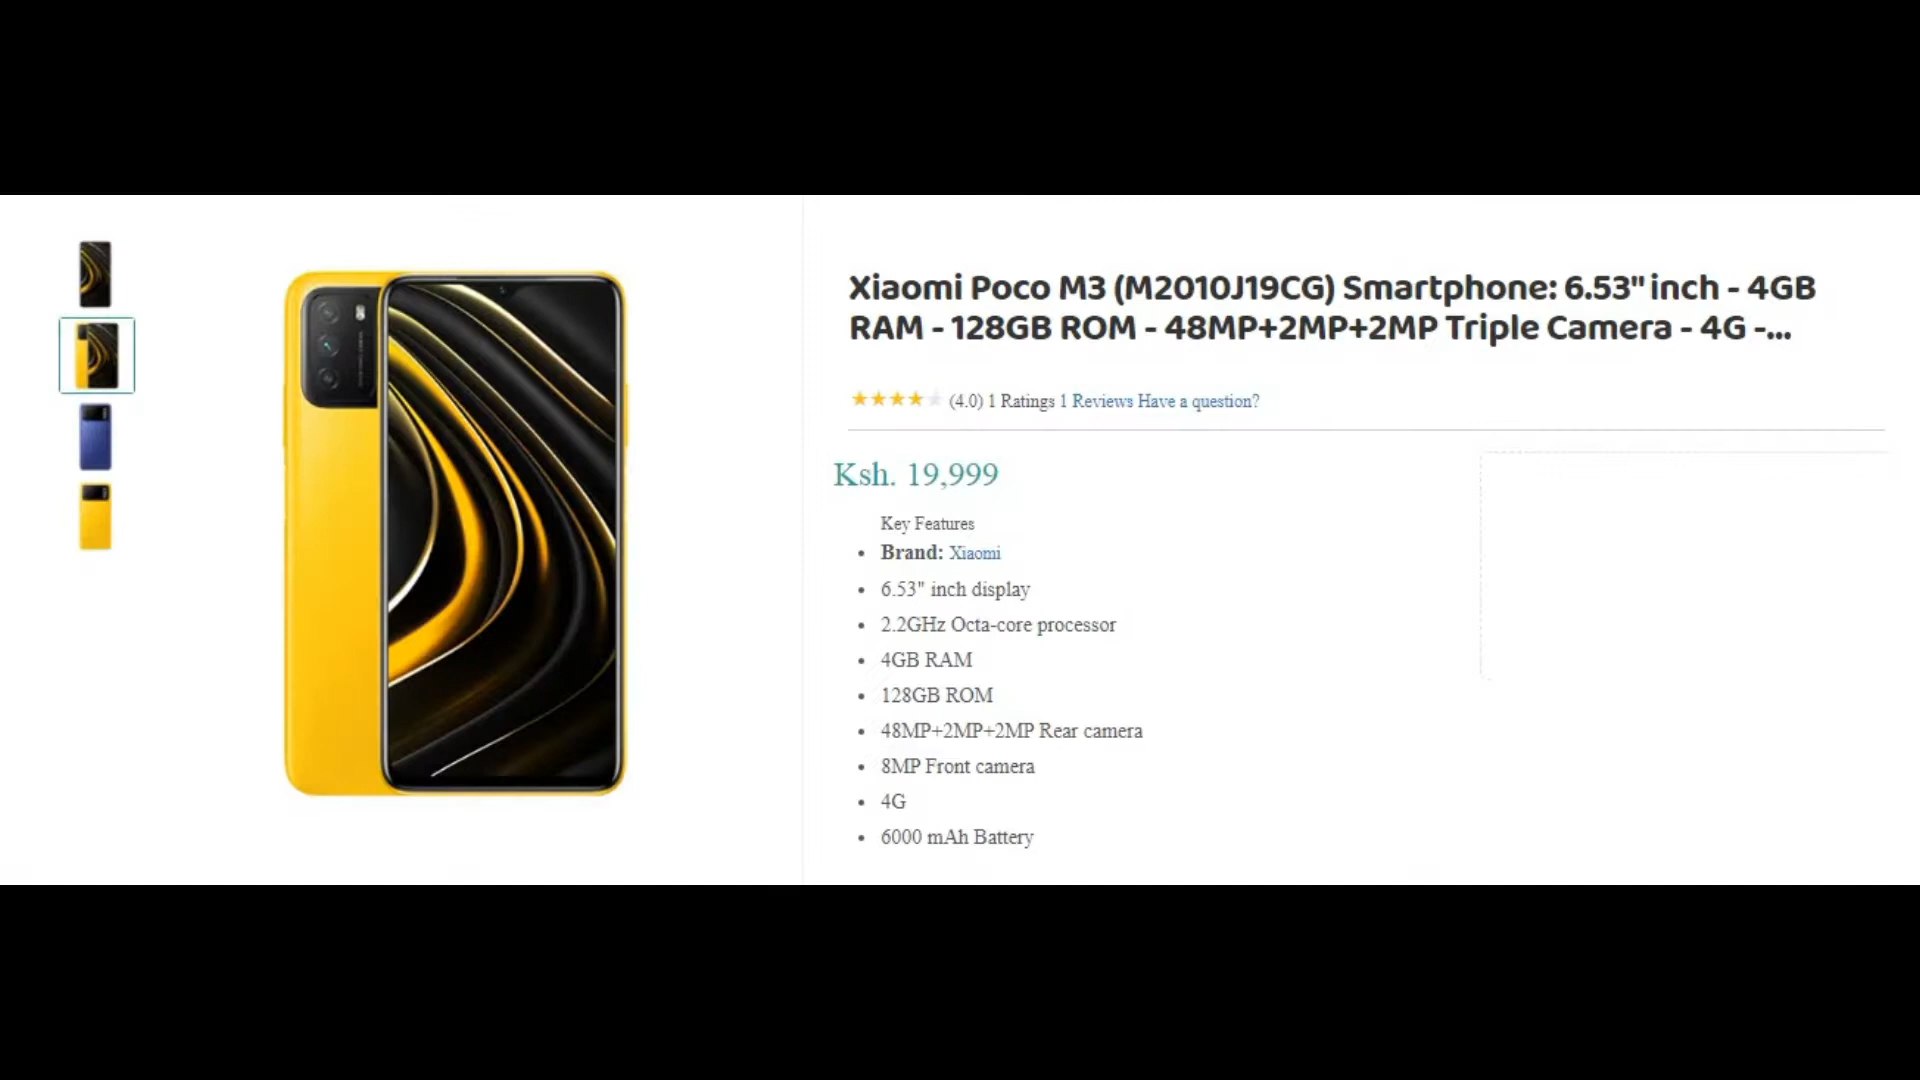 Xiaomi Poco M3 (M2010J19CG) Smartphone: 6.53" inch - 4GB
RAM - 128GB ROM - 48MP+2MP+2MP Triple Camera - 4G -...
(4.0) 1 Ratings 1 Reviews Have a question?
Ksh. 19,999
Key Features
• Brand: Xiaomi
• 6.53" inch display
• 2.2GHz Octa-core processor
• 4GB RAM
• 128GB ROM
• 48MP+2MP+2MP Rear camera
• 8MP Front camera
• 4G
• 6000 mAh Battery